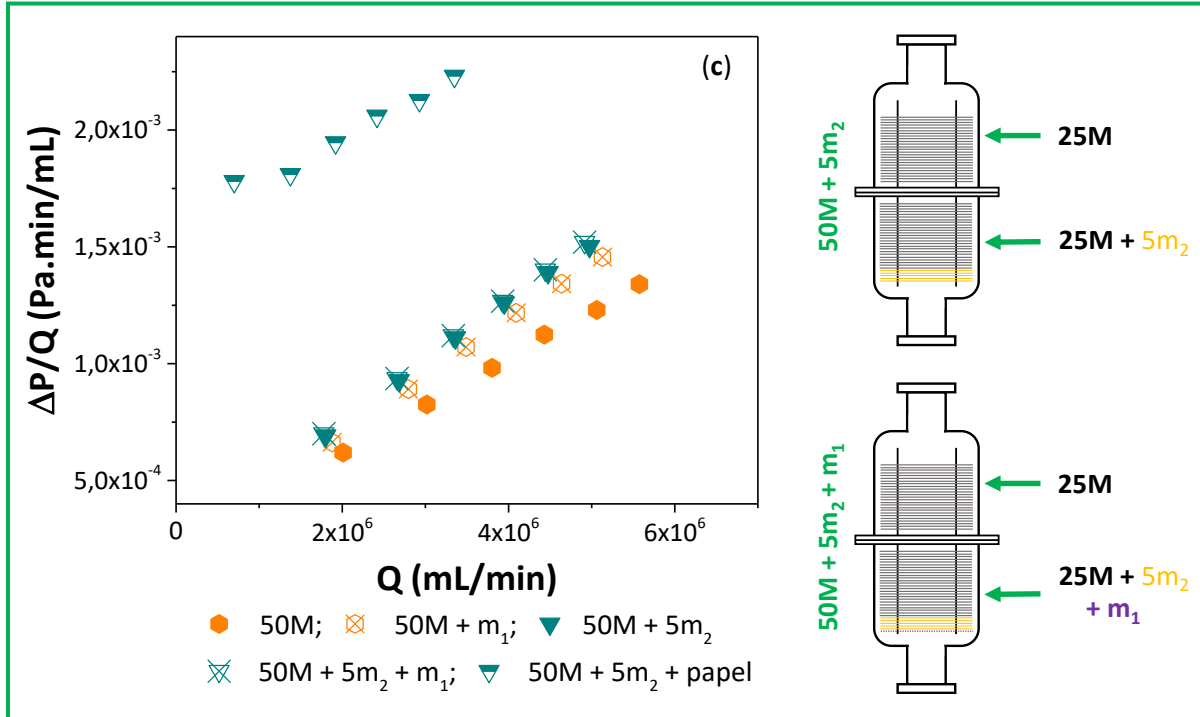 (c)
ΔP/Q (Pa.min/mL)
2,0x10⁻³
1,5x10⁻³
1,0x10⁻³
5,0x10⁻⁴
0
2x10⁶
4x10⁶
6x10⁶
Q (mL/min)
50M; 50M + m₁; 50M + 5m₂
50M + 5m₂ + m₁; 50M + 5m₂ + papel
50M + 5m₂
25M
25M + 5m₂
50M + 5m₂ + m₁
25M
25M + 5m₂
+ m₁